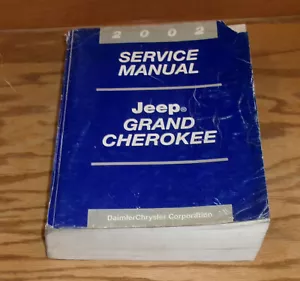 2002
SERVICE
MANUAL
Jeep®
GRAND
CHEROKEE
DaimlerChrysler Corporation